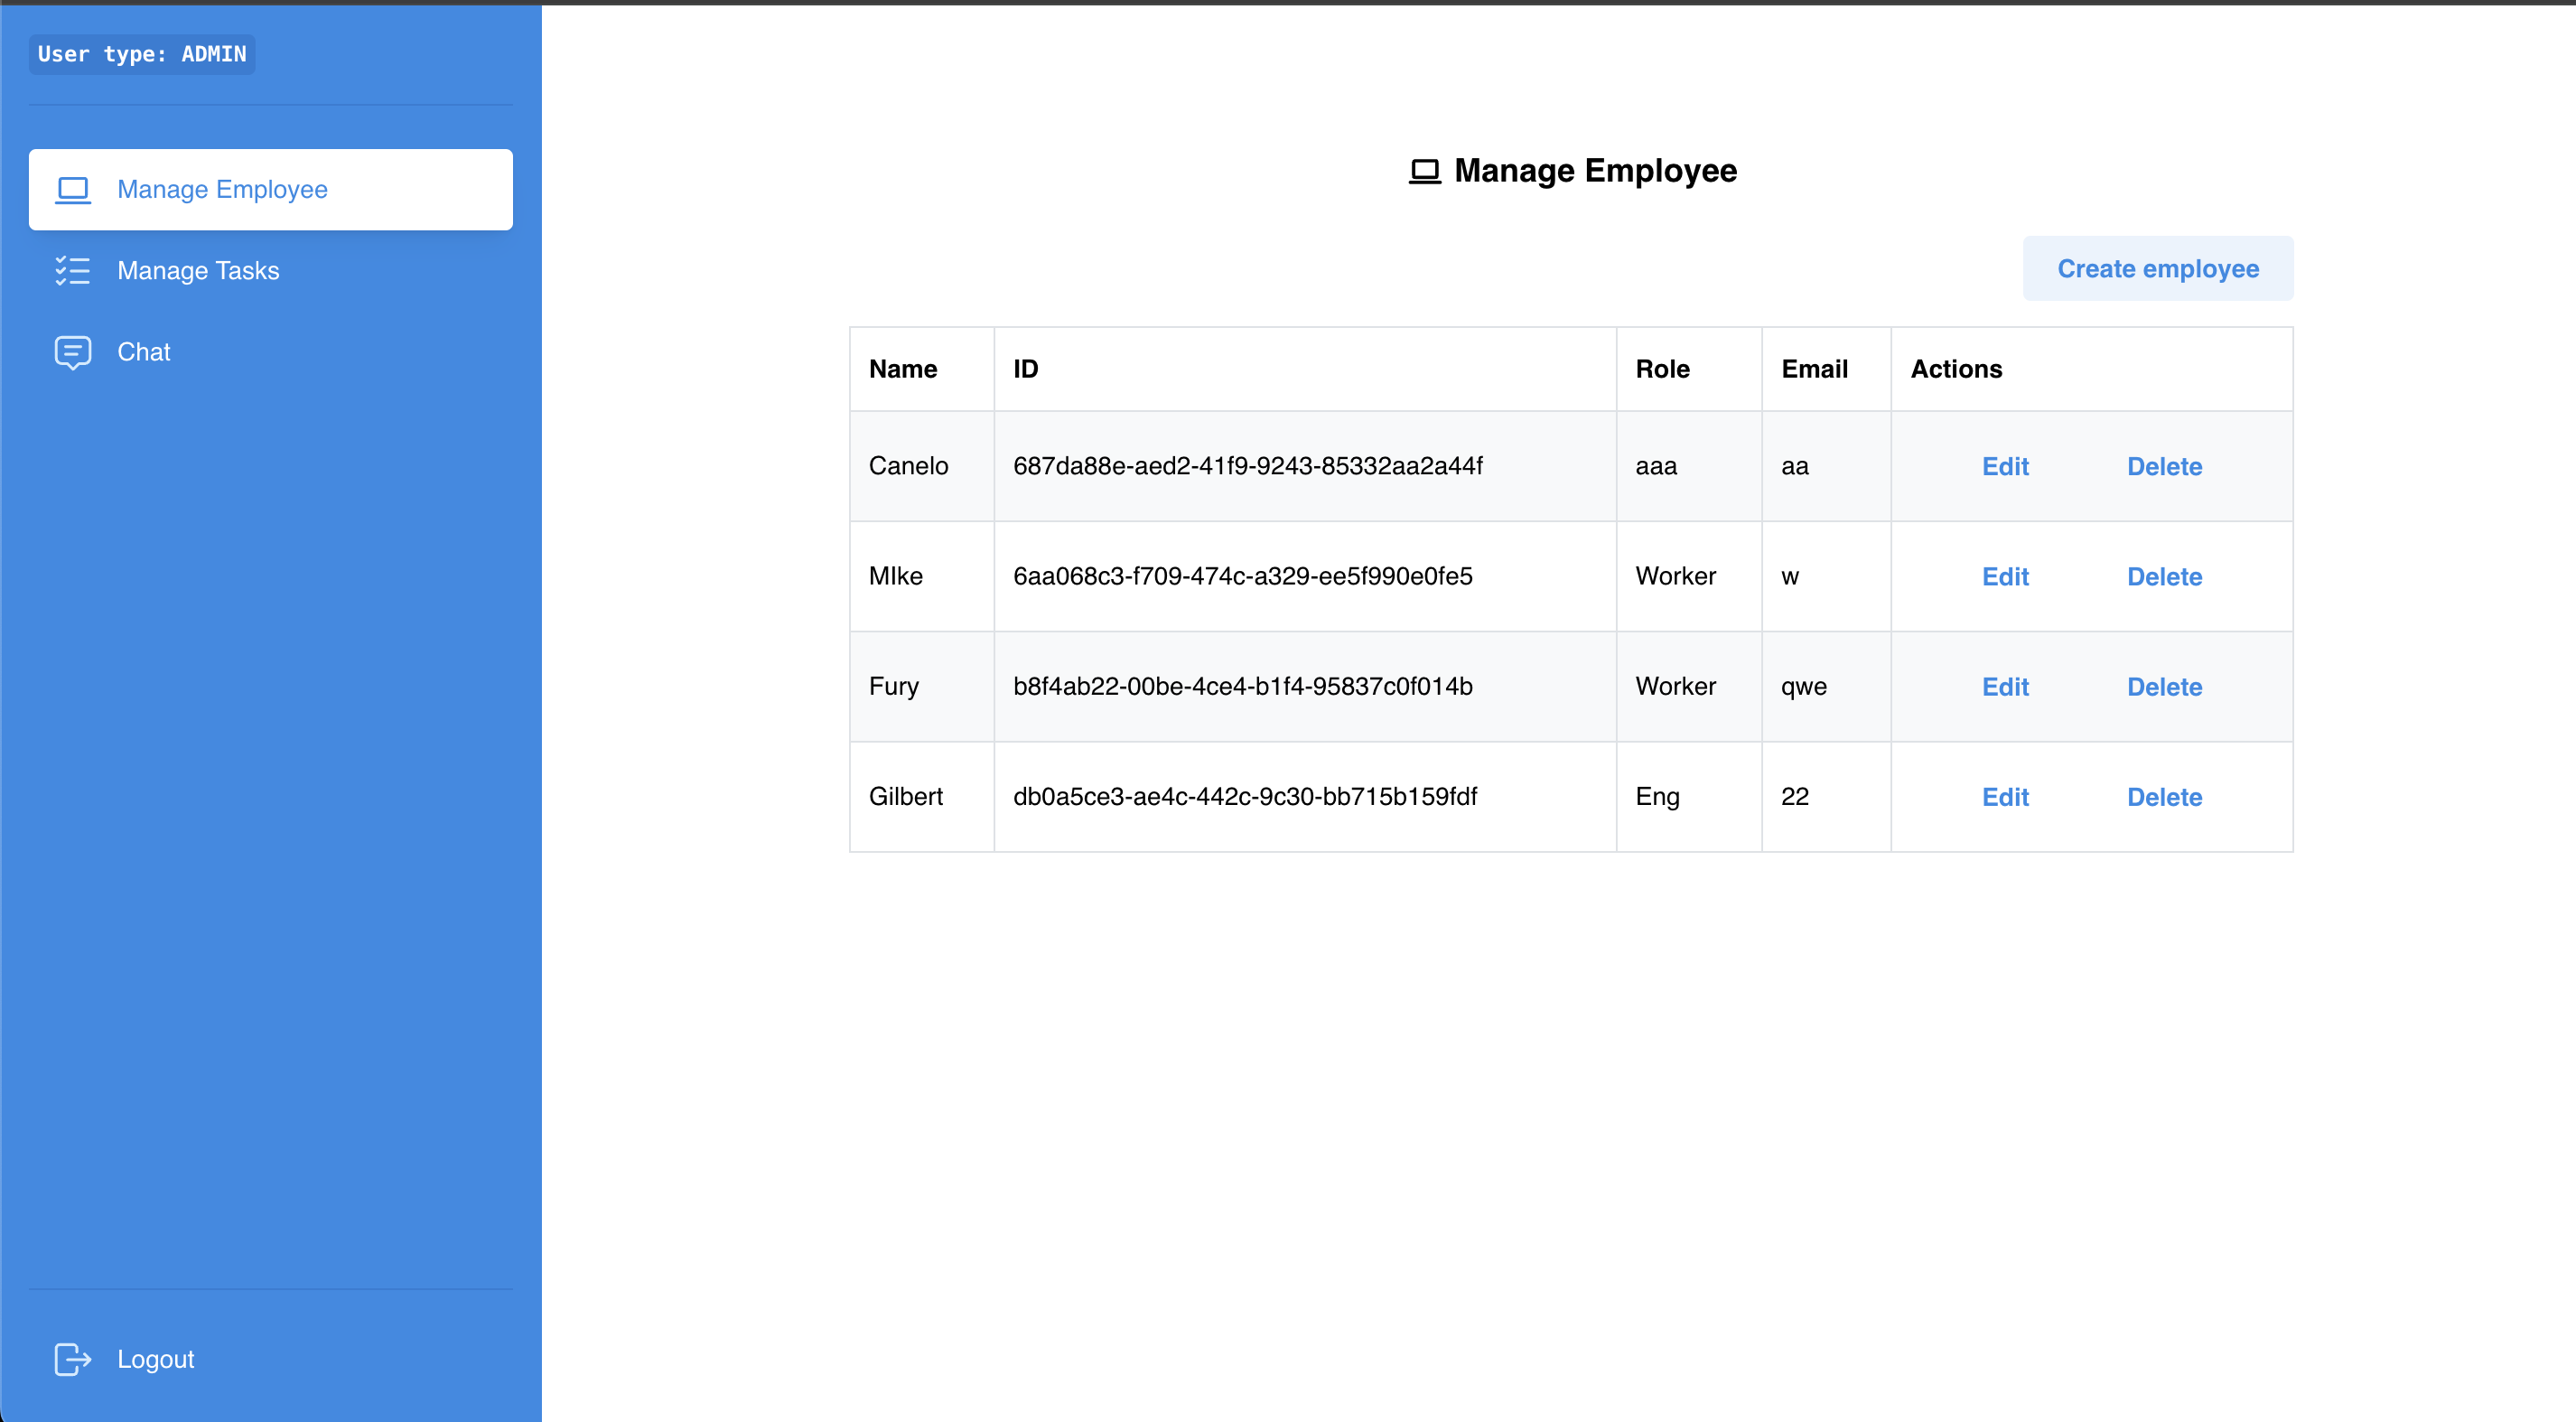 User type: ADMIN
Manage Employee
Manage Tasks
Chat
Logout
Manage Employee
Create employee
Name ID Role Email Actions
Canelo 687da88e-aed2-41f9-9243-85332aa2a44f aaa aa Edit Delete
MIke 6aa068c3-f709-474c-a329-ee5f990e0fe5 Worker w Edit Delete
Fury b8f4ab22-00be-4ce4-b1f4-95837c0f014b Worker qwe Edit Delete
Gilbert db0a5ce3-ae4c-442c-9c30-bb715b159fdf Eng 22 Edit Delete